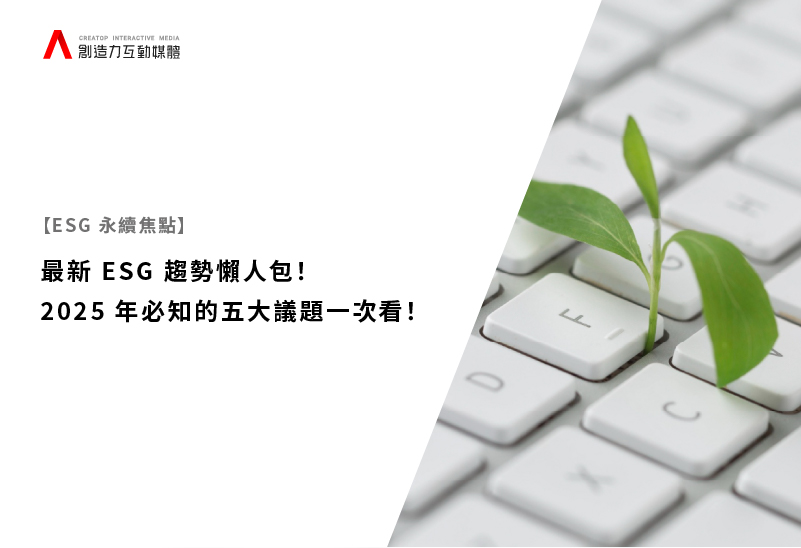 CREATOP INTERACTIVE MEDIA
創造力互動媒體
【ESG 永續焦點】
最新 ESG 趨勢懶人包！
2025 年必知的五大議題一次看！
Y
H
G
F
V
D
C
X